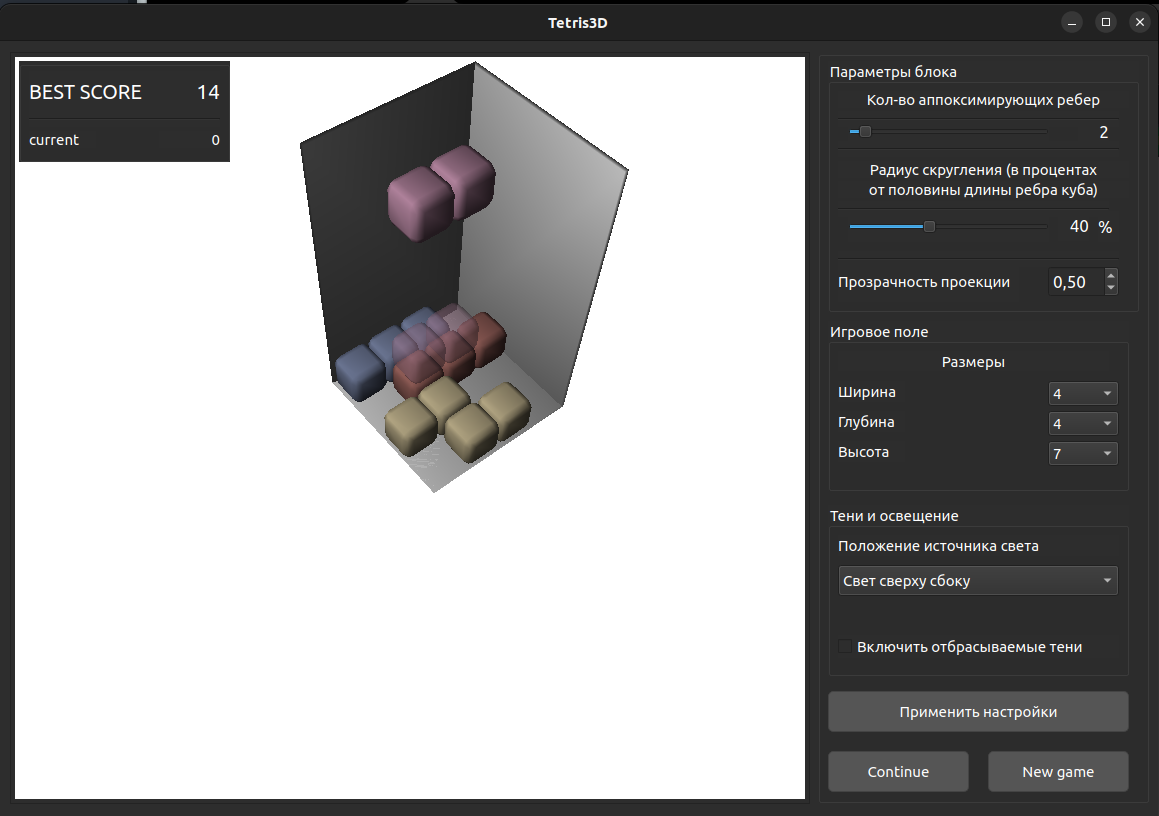 Tetris3D
BEST SCORE 14
current 0
Параметры блока
Кол-во аппоксимирующих ребер
2
Радиус скругления (в процентах
от половины длины ребра куба)
40 %
Прозрачность проекции 0,50
Игровое поле
Размеры
Ширина 4
Глубина 4
Высота 7
Тени и освещение
Положение источника света
Свет сверху сбоку
Включить отбрасываемые тени
Применить настройки
Continue New game